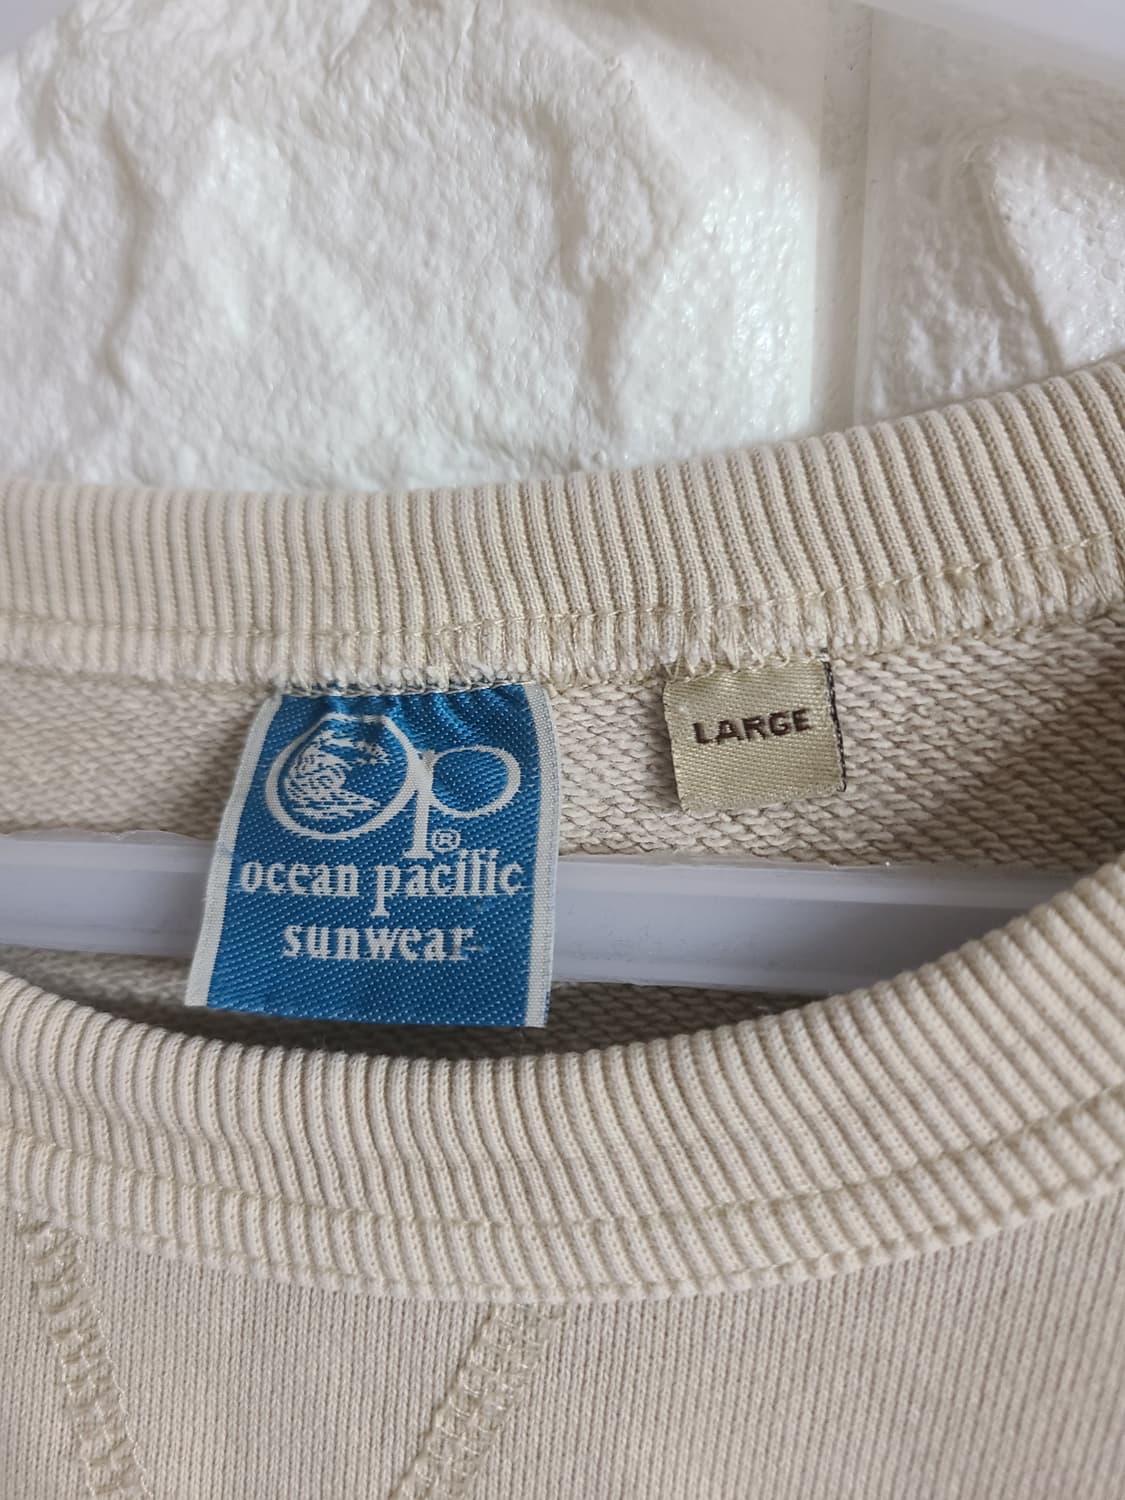 Op®
ocean pacific
sunwear
LARGE